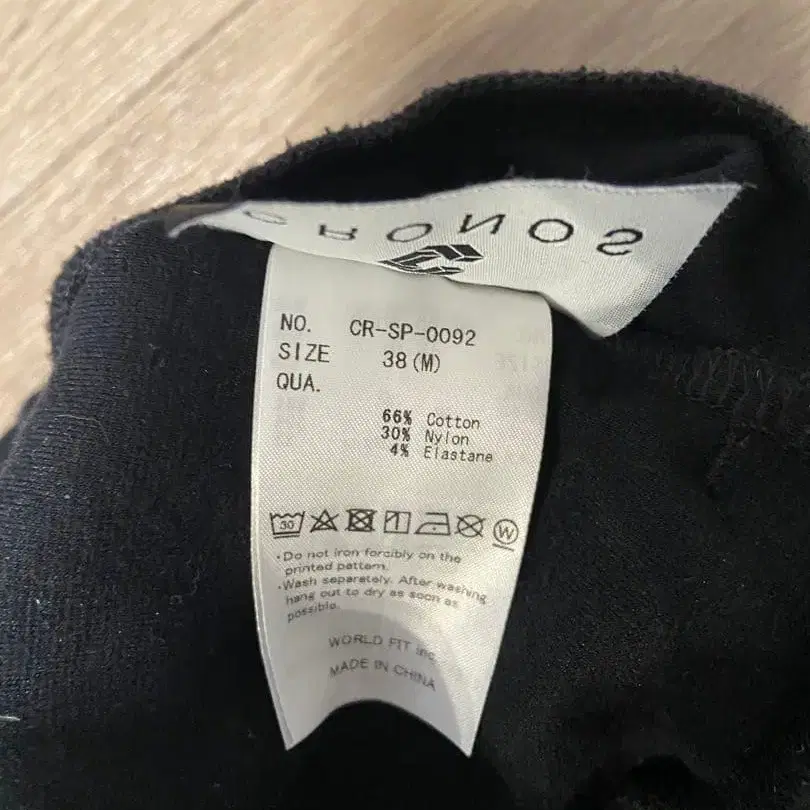 CRONOS
NO. CR-SP-0092
SIZE 38(M)
QUA.
66% Cotton
30% Nylon
4% Elastane
30 W
·Do not iron forcibly on the
printed pattern.
·Wash separately. After washing
hang out to dry as soon as
possible.
WORLD FIT inc.
MADE IN CHINA